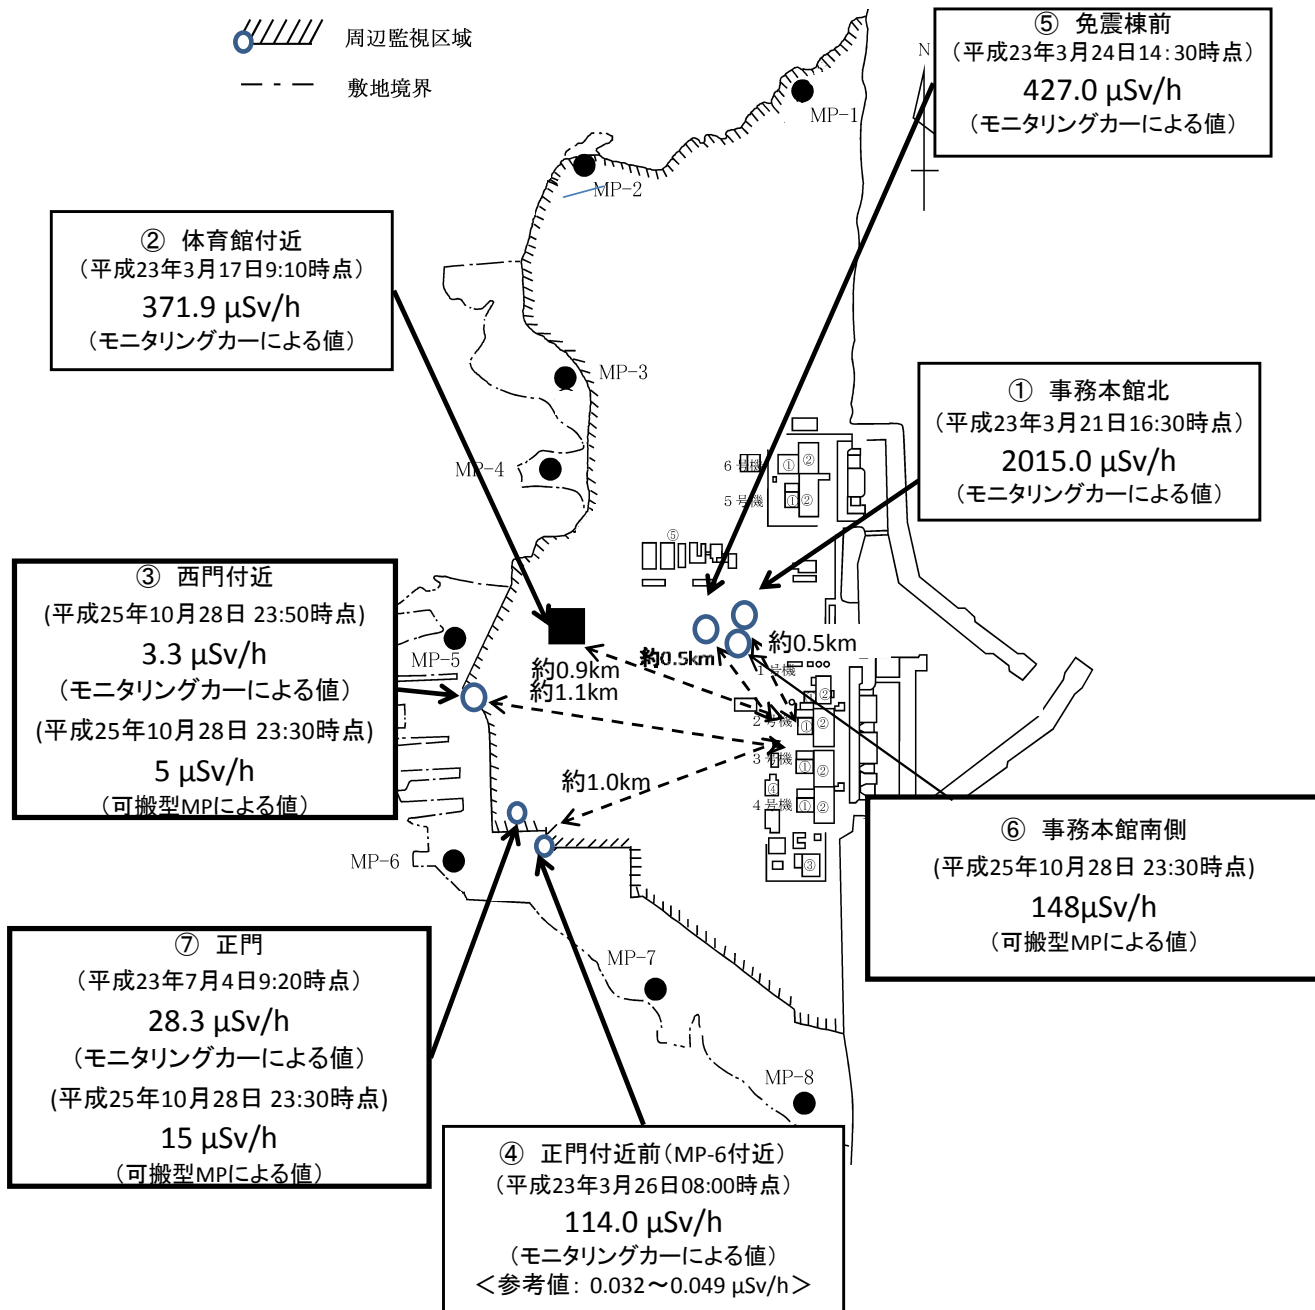 周辺監視区域
敷地境界
⑤ 免震棟前
（平成23年3月24日14：30時点）
427.0 µSv/h
（モニタリングカーによる値）
N
MP-1
MP-2
② 体育館付近
（平成23年3月17日9:10時点）
371.9 µSv/h
（モニタリングカーによる値）
MP-3
① 事務本館北
（平成23年3月21日16:30時点）
2015.0 µSv/h
（モニタリングカーによる値）
MP-4
６号機
① ②
５号機
① ②
⑤
③ 西門付近
(平成25年10月28日 23:50時点)
3.3 µSv/h
（モニタリングカーによる値）
(平成25年10月28日 23:30時点)
5 µSv/h
（可搬型MPによる値）
MP-5
約0.9km
約1.1km
約0.5km
約0.5km
１号機
②
２号機
① ②
３号機
① ②
約1.0km
④
４号機
① ②
③
MP-6
⑥ 事務本館南側
(平成25年10月28日 23:30時点)
148µSv/h
（可搬型MPによる値）
⑦ 正門
（平成23年7月4日9:20時点）
28.3 µSv/h
（モニタリングカーによる値）
(平成25年10月28日 23:30時点)
15 µSv/h
（可搬型MPによる値）
MP-7
MP-8
④ 正門付近前（MP-6付近）
（平成23年3月26日08:00時点）
114.0 µSv/h
（モニタリングカーによる値）
＜参考値： 0.032～0.049 µSv/h＞